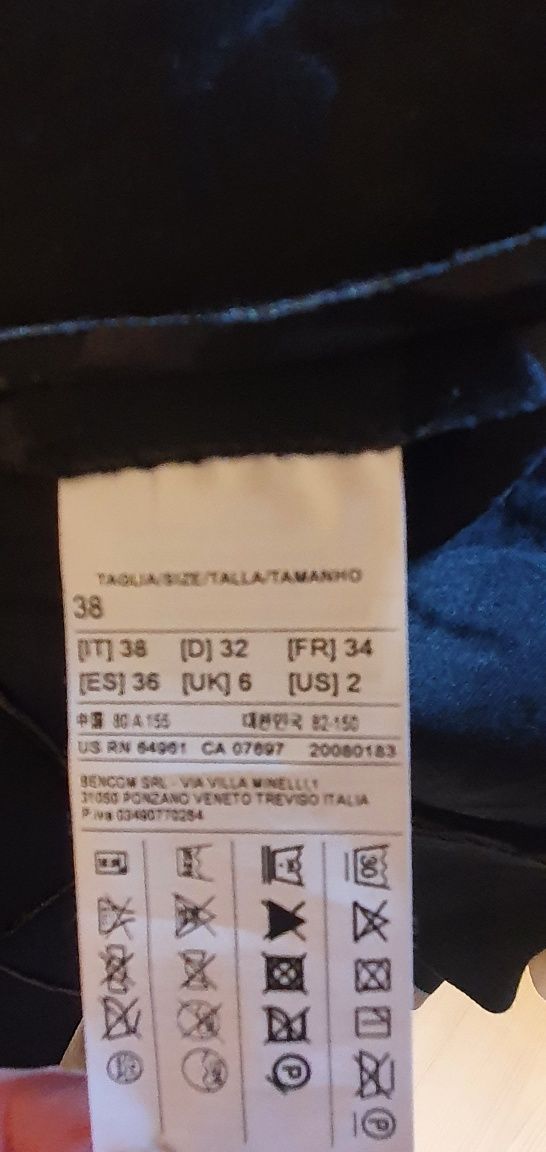 TAGLIA/SIZE/TALLA/TAMANHO
38
[IT] 38 [D] 32 [FR] 34
[ES] 36 [UK] 6 [US] 2
中国 80 A 155 대한민국 82-150
US RN 64961 CA 07697 20080183
BENCOM SRL - VIA VILLA MINELLI,1
31050 PONZANO VENETO TREVISO ITALIA
P.iva 03490770264
30
P P